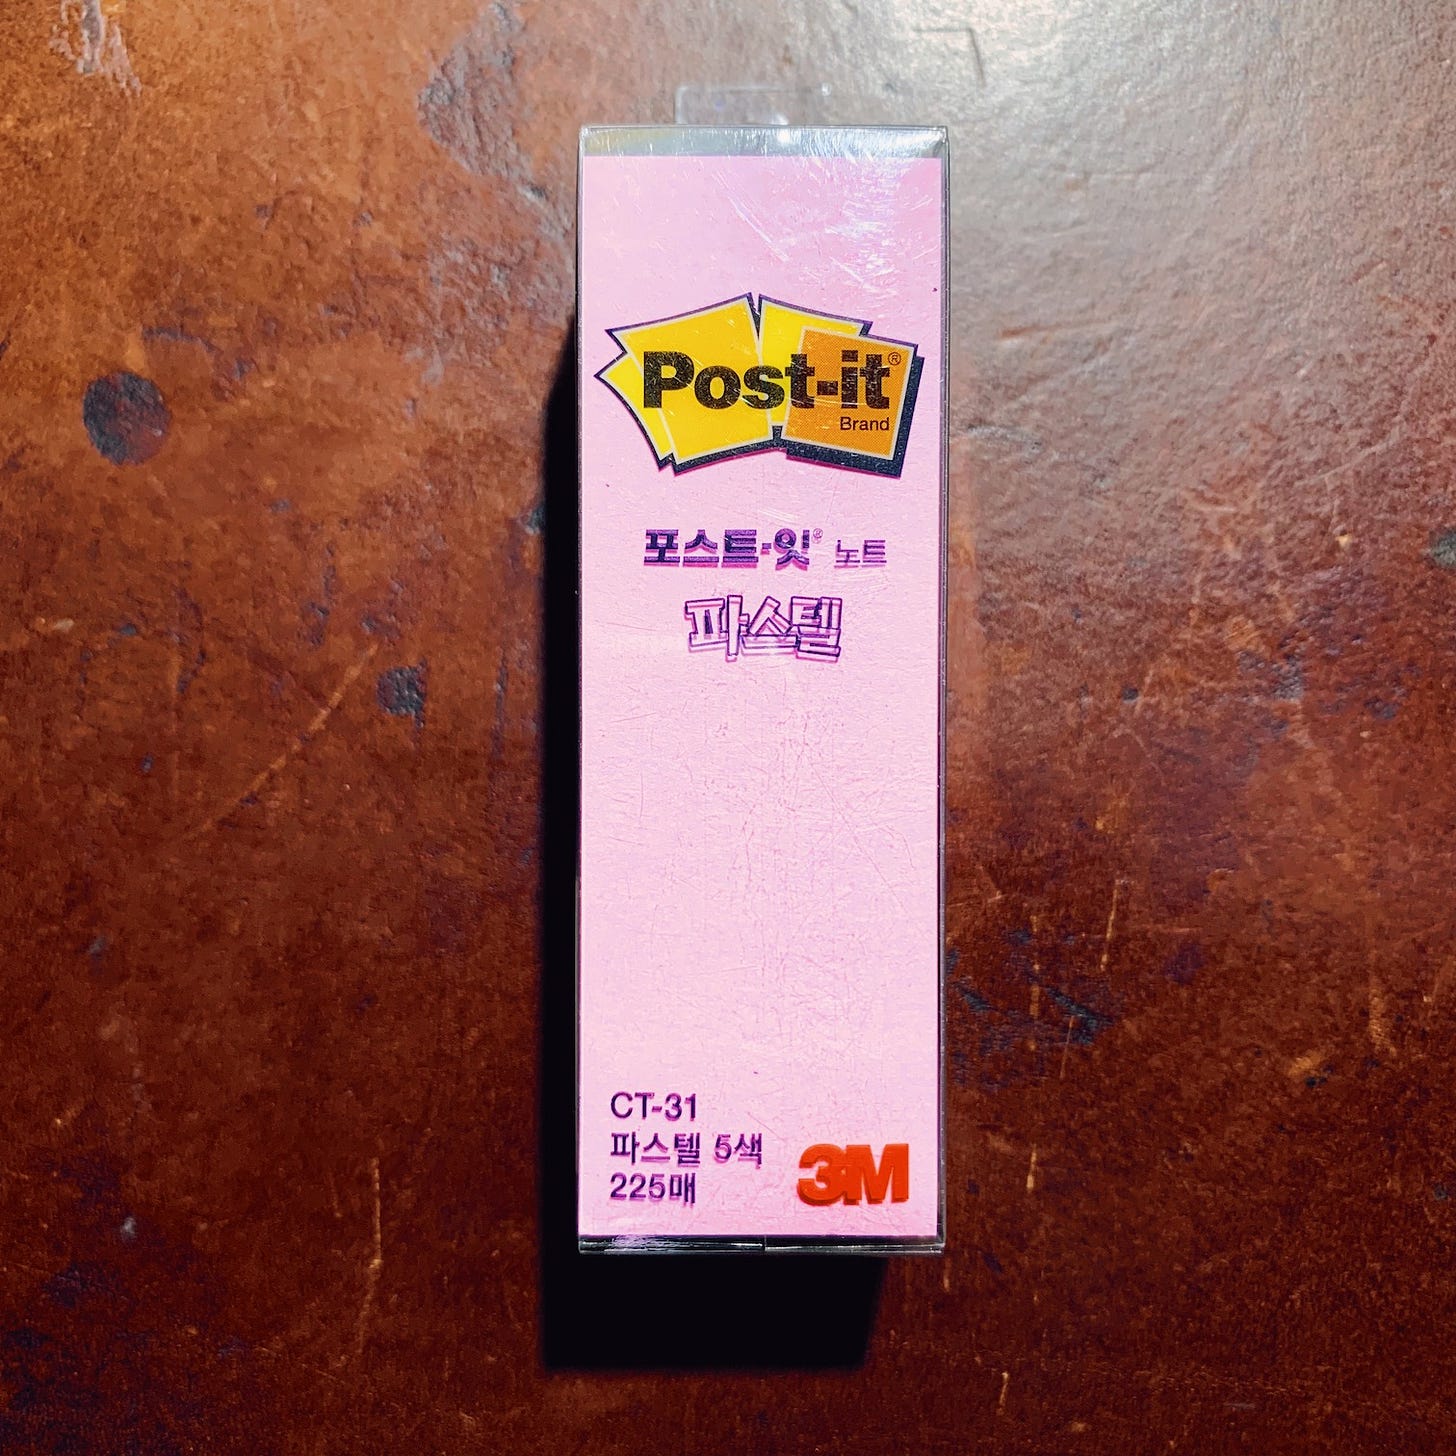 Post-it®
Brand
포스트·잇® 노트
파스텔
CT-31
파스텔 5색
225매
3M